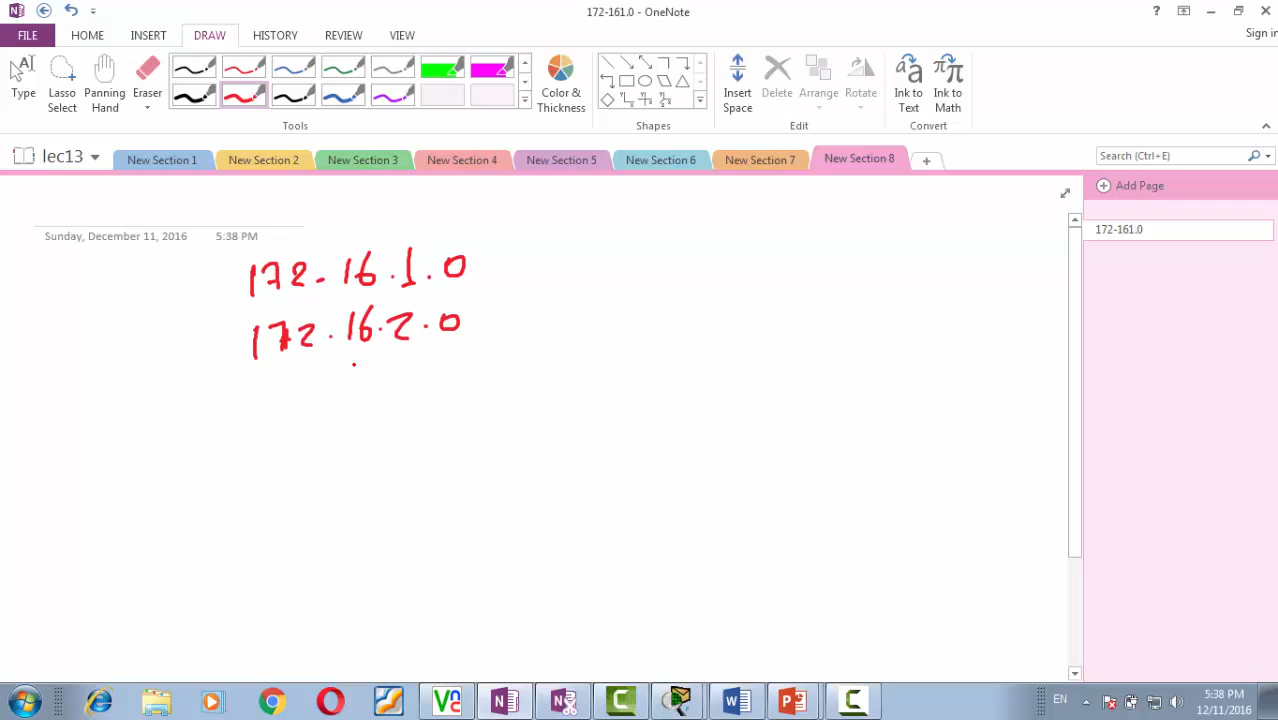 172-161.0 - OneNote
? 
FILE HOME INSERT DRAW HISTORY REVIEW VIEW Sign in
Type Lasso Select Panning Hand Eraser Color & Thickness Insert Space Delete Arrange Rotate Ink to Text Ink to Math
Tools Shapes Edit Convert
lec13 New Section 1 New Section 2 New Section 3 New Section 4 New Section 5 New Section 6 New Section 7 New Section 8 Search (Ctrl+E)
Add Page
172-161.0
Sunday, December 11, 2016 5:38 PM
172-16.1.0
172.16.2.0
EN 5:38 PM
12/11/2016